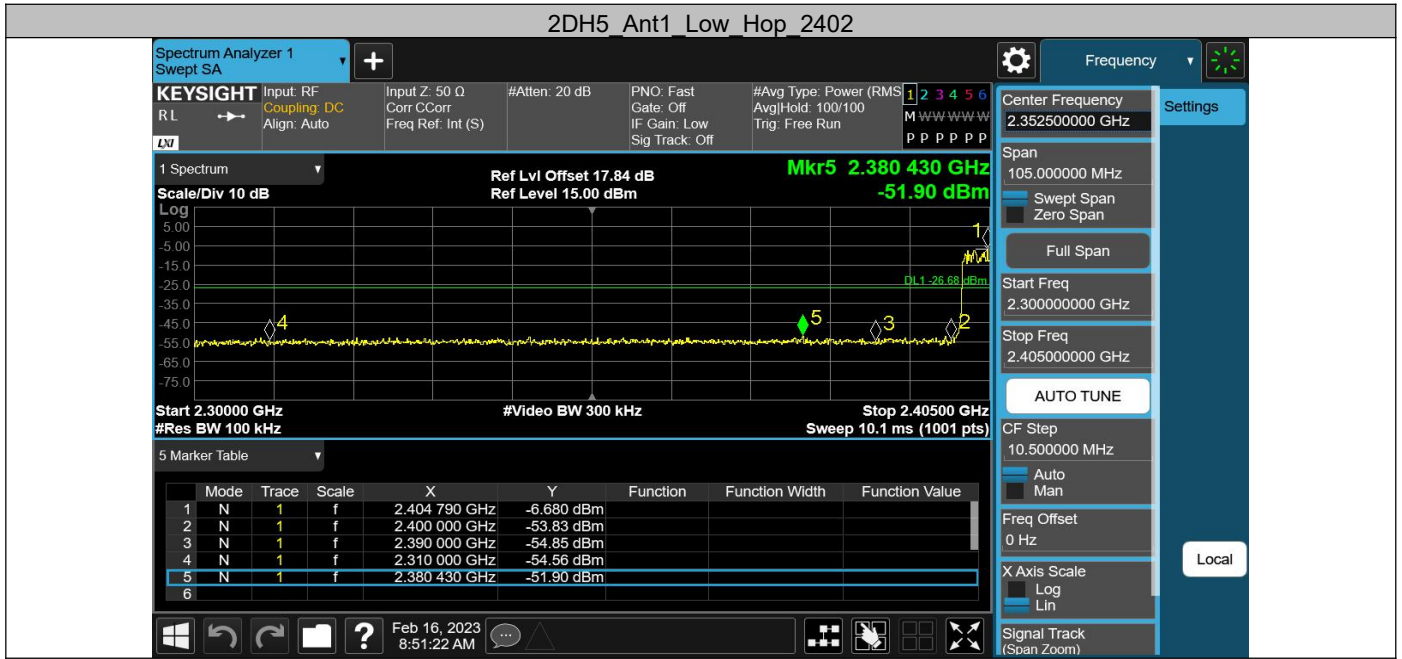 2DH5_Ant1_Low_Hop_2402
Spectrum Analyzer 1
Swept SA
+
Frequency
KEYSIGHT
RL
LXI
Input: RF
Coupling: DC
Align: Auto
Input Z: 50 Ω
Corr CCorr
Freq Ref: Int (S)
#Atten: 20 dB
PNO: Fast
Gate: Off
IF Gain: Low
Sig Track: Off
#Avg Type: Power (RMS
Avg|Hold: 100/100
Trig: Free Run
1 2 3 4 5 6
M W W W W W
P P P P P P
Center Frequency
2.352500000 GHz
Settings
1 Spectrum
Ref Lvl Offset 17.84 dB
Mkr5 2.380 430 GHz
Scale/Div 10 dB
Ref Level 15.00 dBm
-51.90 dBm
Log
5.00
-5.00
-15.0
-25.0
-35.0
-45.0
-55.0
-65.0
-75.0
1
DL1 -26.68 dBm
4
5
3
2
Start 2.30000 GHz
#Video BW 300 kHz
Stop 2.40500 GHz
#Res BW 100 kHz
Sweep 10.1 ms (1001 pts)
Span
105.000000 MHz
Swept Span
Zero Span
Full Span
Start Freq
2.300000000 GHz
Stop Freq
2.405000000 GHz
AUTO TUNE
CF Step
10.500000 MHz
Auto
Man
Freq Offset
0 Hz
X Axis Scale
Log
Lin
Signal Track
(Span Zoom)
Local
5 Marker Table
Mode Trace Scale X Y Function Function Width Function Value
1 N 1 f 2.404 790 GHz -6.680 dBm
2 N 1 f 2.400 000 GHz -53.83 dBm
3 N 1 f 2.390 000 GHz -54.85 dBm
4 N 1 f 2.310 000 GHz -54.56 dBm
5 N 1 f 2.380 430 GHz -51.90 dBm
6
?
Feb 16, 2023
8:51:22 AM